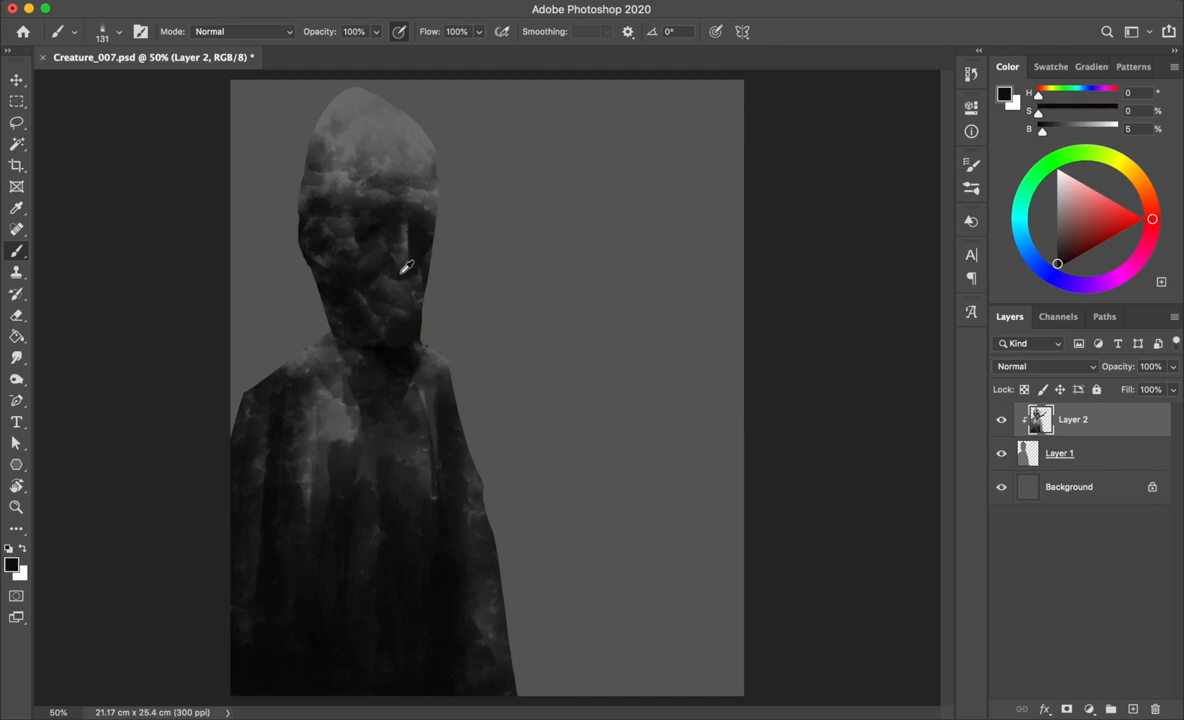 Adobe Photoshop 2020
131
Mode: Normal
Opacity: 100%
Flow: 100%
Smoothing:
0°
Creature_007.psd @ 50% (Layer 2, RGB/8) *
Color
Swatche
Gradien
Patterns
H 0 °
S 0 %
B 5 %
Layers
Channels
Paths
Kind
Normal
Opacity: 100%
Lock:
Fill: 100%
Layer 2
Layer 1
Background
50%
21.17 cm x 25.4 cm (300 ppi)